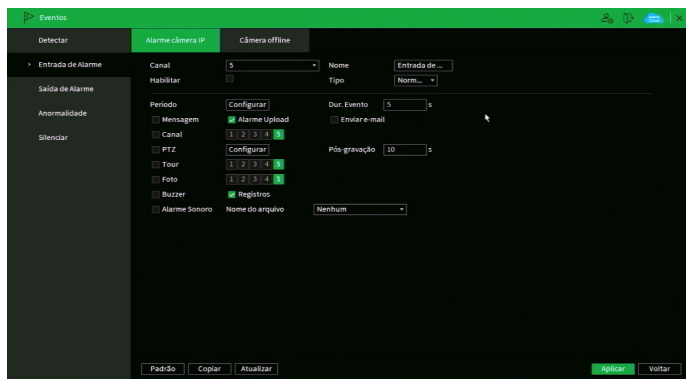 Eventos
Detectar
Alarme câmera IP
Câmera offline
Entrada de Alarme
Saída de Alarme
Anormalidade
Silenciar
Canal 5 Nome Entrada de ...
Habilitar Tipo Norm...
Período Configurar Dur. Evento 5 s
Mensagem Alarme Upload Enviar e-mail
Canal 1 2 3 4 5
PTZ Configurar Pós-gravação 10 s
Tour 1 2 3 4 5
Foto 1 2 3 4 5
Buzzer Registros
Alarme Sonoro Nome do arquivo Nenhum
Padrão Copiar Atualizar Aplicar Voltar